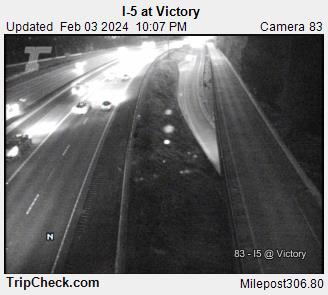 I-5 at Victory
Updated Feb 03 2024 10:07 PM Camera 83
T
N
83 - I5 @ Victory
TripCheck.com Milepost306.80